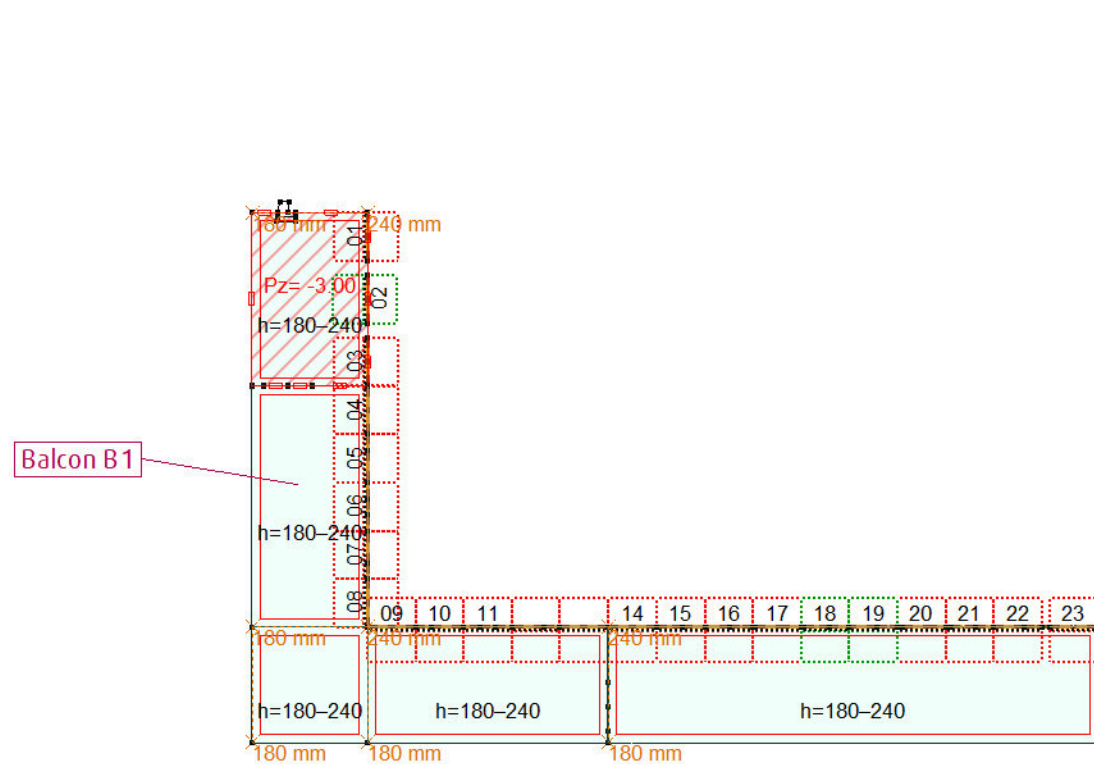 180 mm
240 mm
01
Pz= -3.00
02
h=180–240
03
04
Balcon B1
05
06
h=180–240
07
08
09 10 11 14 15 16 17 18 19 20 21 22 23
180 mm 240 mm 240 mm
h=180–240 h=180–240 h=180–240
180 mm 180 mm 180 mm